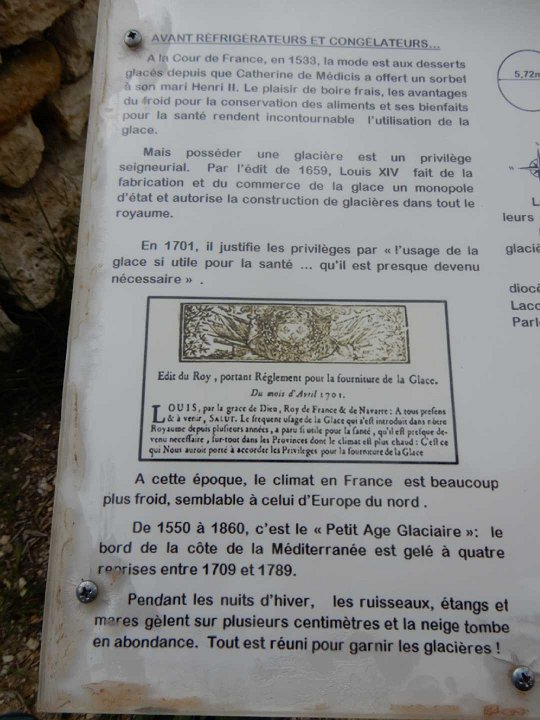 AVANT RÉFRIGÉRATEURS ET CONGÉLATEURS...
A la Cour de France, en 1533, la mode est aux desserts
glacés depuis que Catherine de Médicis a offert un sorbet
à son mari Henri II. Le plaisir de boire frais, les avantages
du froid pour la conservation des aliments et ses bienfaits
pour la santé rendent incontournable l'utilisation de la
glace.
Mais posséder une glacière est un privilège
seigneurial. Par l'édit de 1659, Louis XIV fait de la
fabrication et du commerce de la glace un monopole
d'état et autorise la construction de glacières dans tout le
royaume.
En 1701, il justifie les privilèges par « l'usage de la
glace si utile pour la santé ... qu'il est presque devenu
nécessaire » .
Edit du Roy, portant Réglement pour la fourniture de la Glace.
Du mois d'Avril 1701.
LOUIS, par la grace de Dieu, Roy de France & de Navarre: A tous presens
& à venir, SALUT. Le frequent usage de la Glace qui s'est introduit dans nôtre
Royaume depuis plusieurs années, a paru si utile pour la santé, qu'il est presque de-
venu necessaire, sur-tout dans les Provinces dont le climat est plus chaud: C'est ce
qui Nous auroit porté à accorder les Privileges pour la fourniture de la Glace
A cette époque, le climat en France est beaucoup
plus froid, semblable à celui d'Europe du nord .
De 1550 à 1860, c'est le « Petit Age Glaciaire »: le
bord de la côte de la Méditerranée est gelé à quatre
reprises entre 1709 et 1789.
Pendant les nuits d'hiver, les ruisseaux, étangs et
mares gèlent sur plusieurs centimètres et la neige tombe
en abondance. Tout est réuni pour garnir les glacières !
5,72m
L
leurs
glaciè
diocè
Laco
Parle